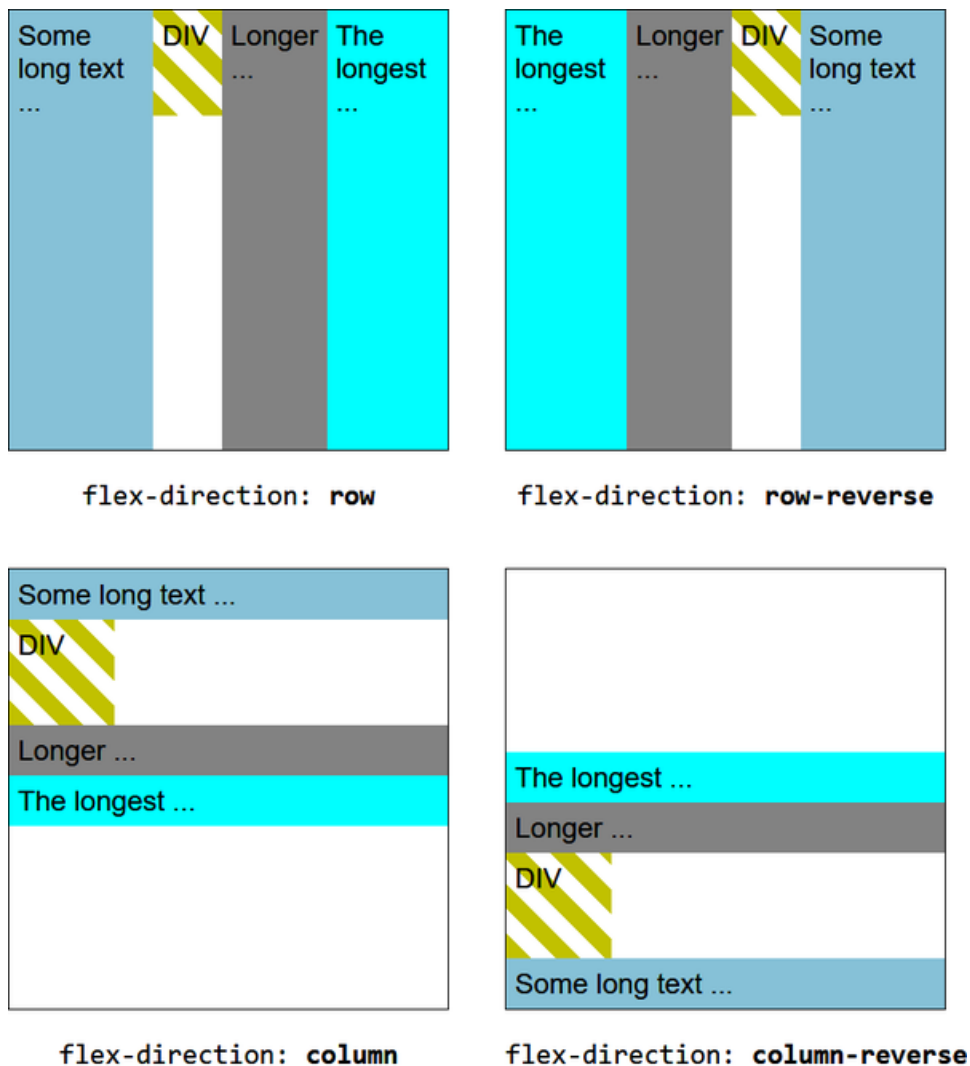 Some
long text
...
DIV
Longer
...
The
longest
...
The
longest
...
Longer
...
DIV
Some
long text
...
flex-direction: row
flex-direction: row-reverse
Some long text ...
DIV
Longer ...
The longest ...
The longest ...
Longer ...
DIV
Some long text ...
flex-direction: column
flex-direction: column-reverse